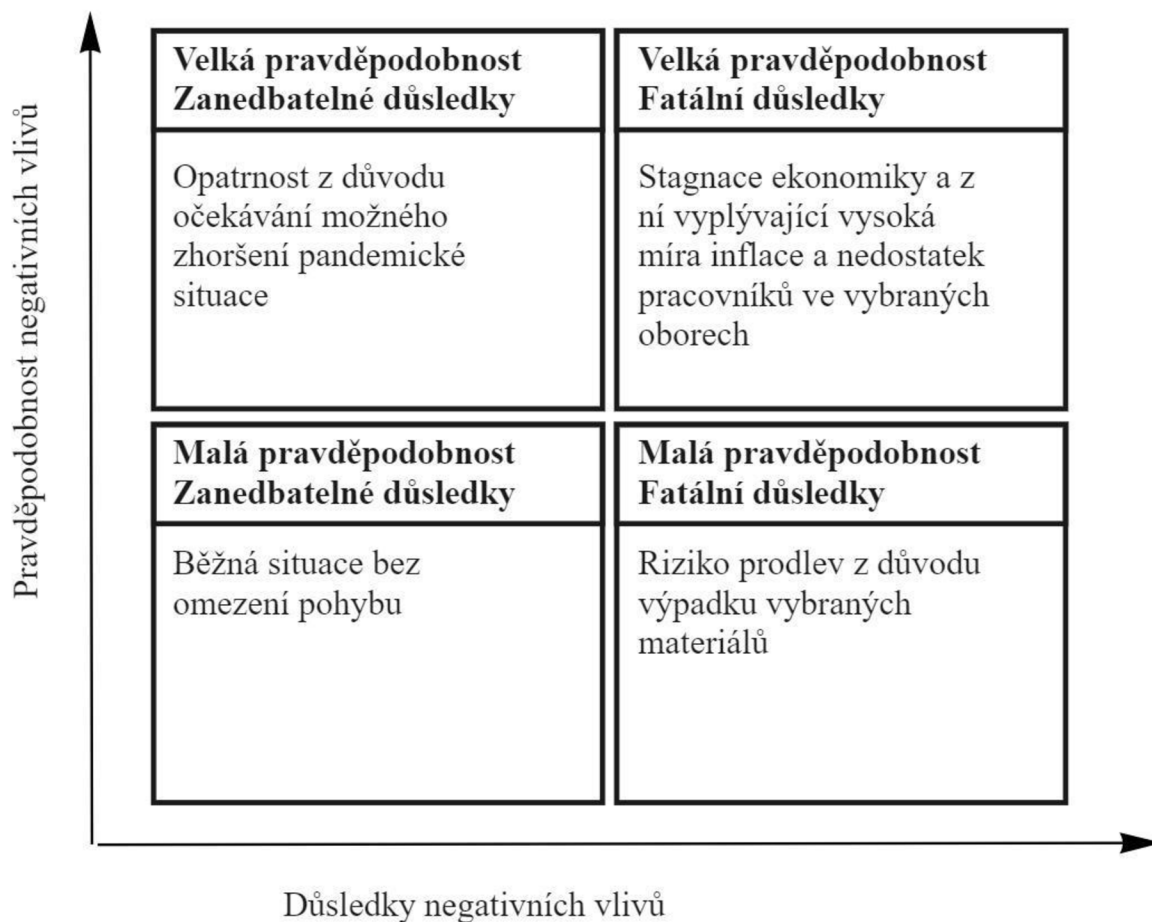 Pravděpodobnost negativních vlivů
Velká pravděpodobnost
Zanedbatelné důsledky
Opatrnost z důvodu
očekávání možného
zhoršení pandemické
situace
Velká pravděpodobnost
Fatální důsledky
Stagnace ekonomiky a z
ní vyplývající vysoká
míra inflace a nedostatek
pracovníků ve vybraných
oborech
Malá pravděpodobnost
Zanedbatelné důsledky
Běžná situace bez
omezení pohybu
Malá pravděpodobnost
Fatální důsledky
Riziko prodlev z důvodu
výpadku vybraných
materiálů
Důsledky negativních vlivů